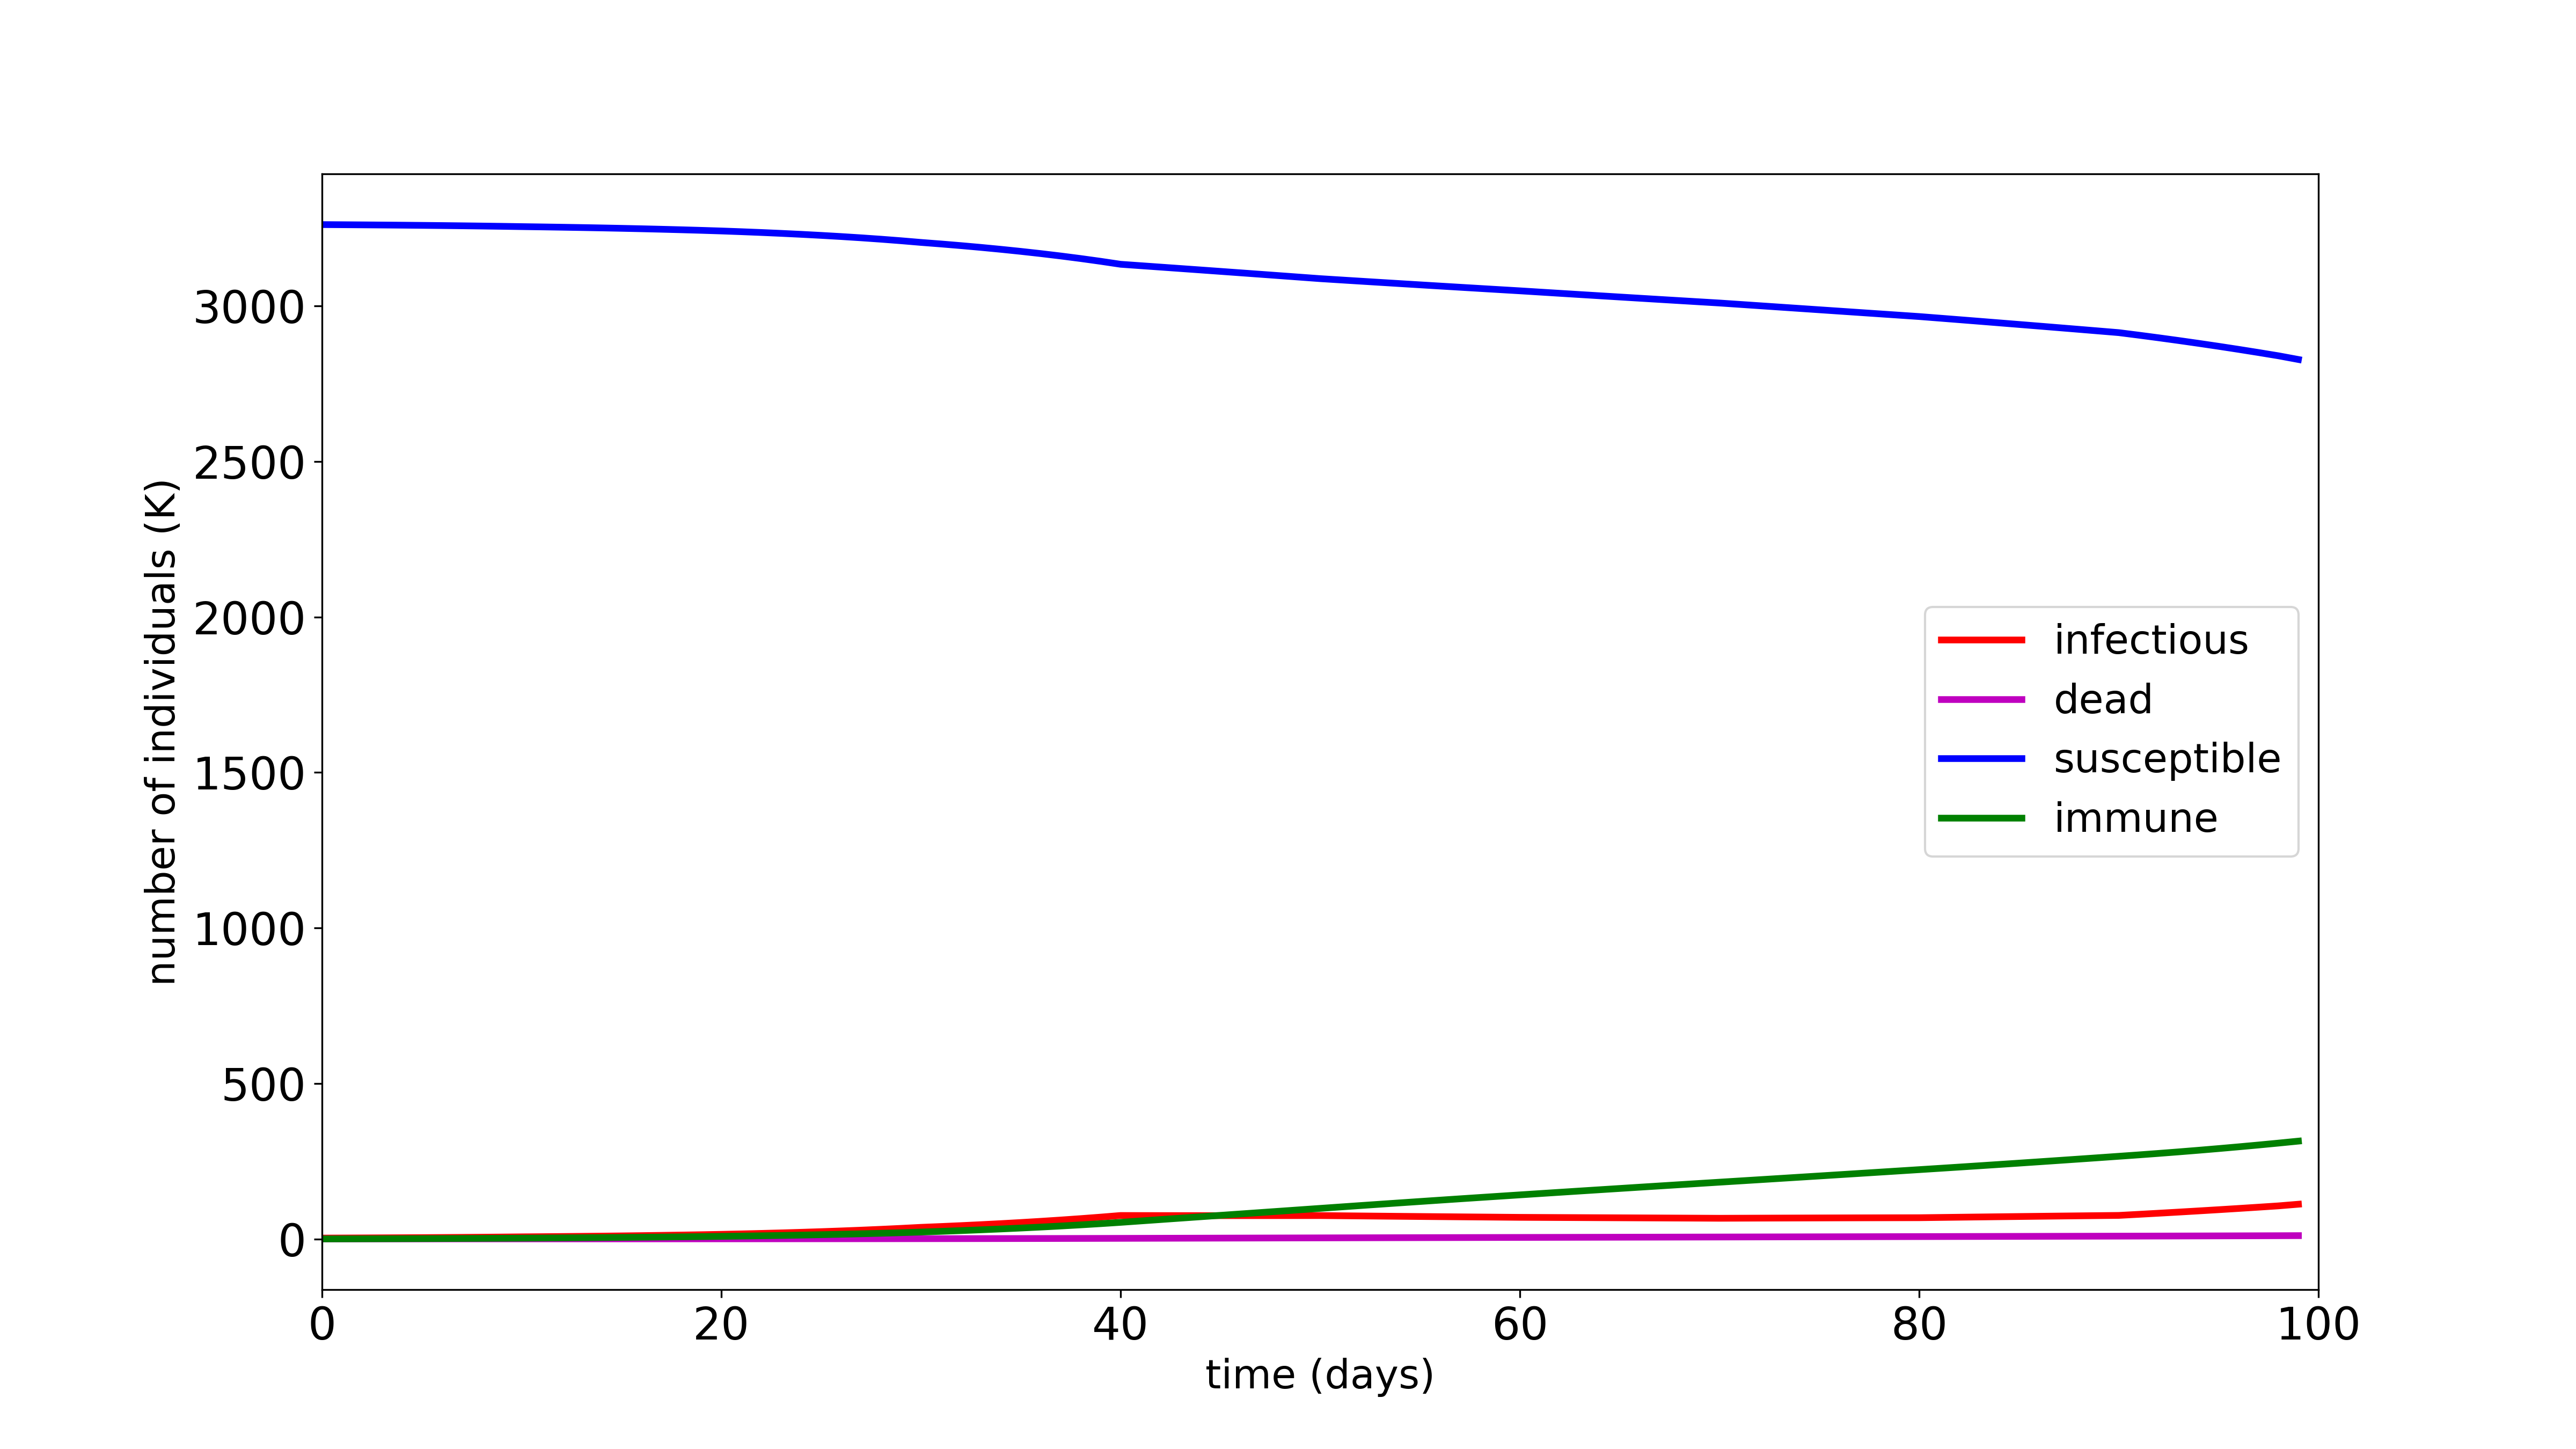 3000
2500
2000
1500
1000
500
0
number of individuals (K)
infectious
dead
susceptible
immune
0 20 40 60 80 100
time (days)